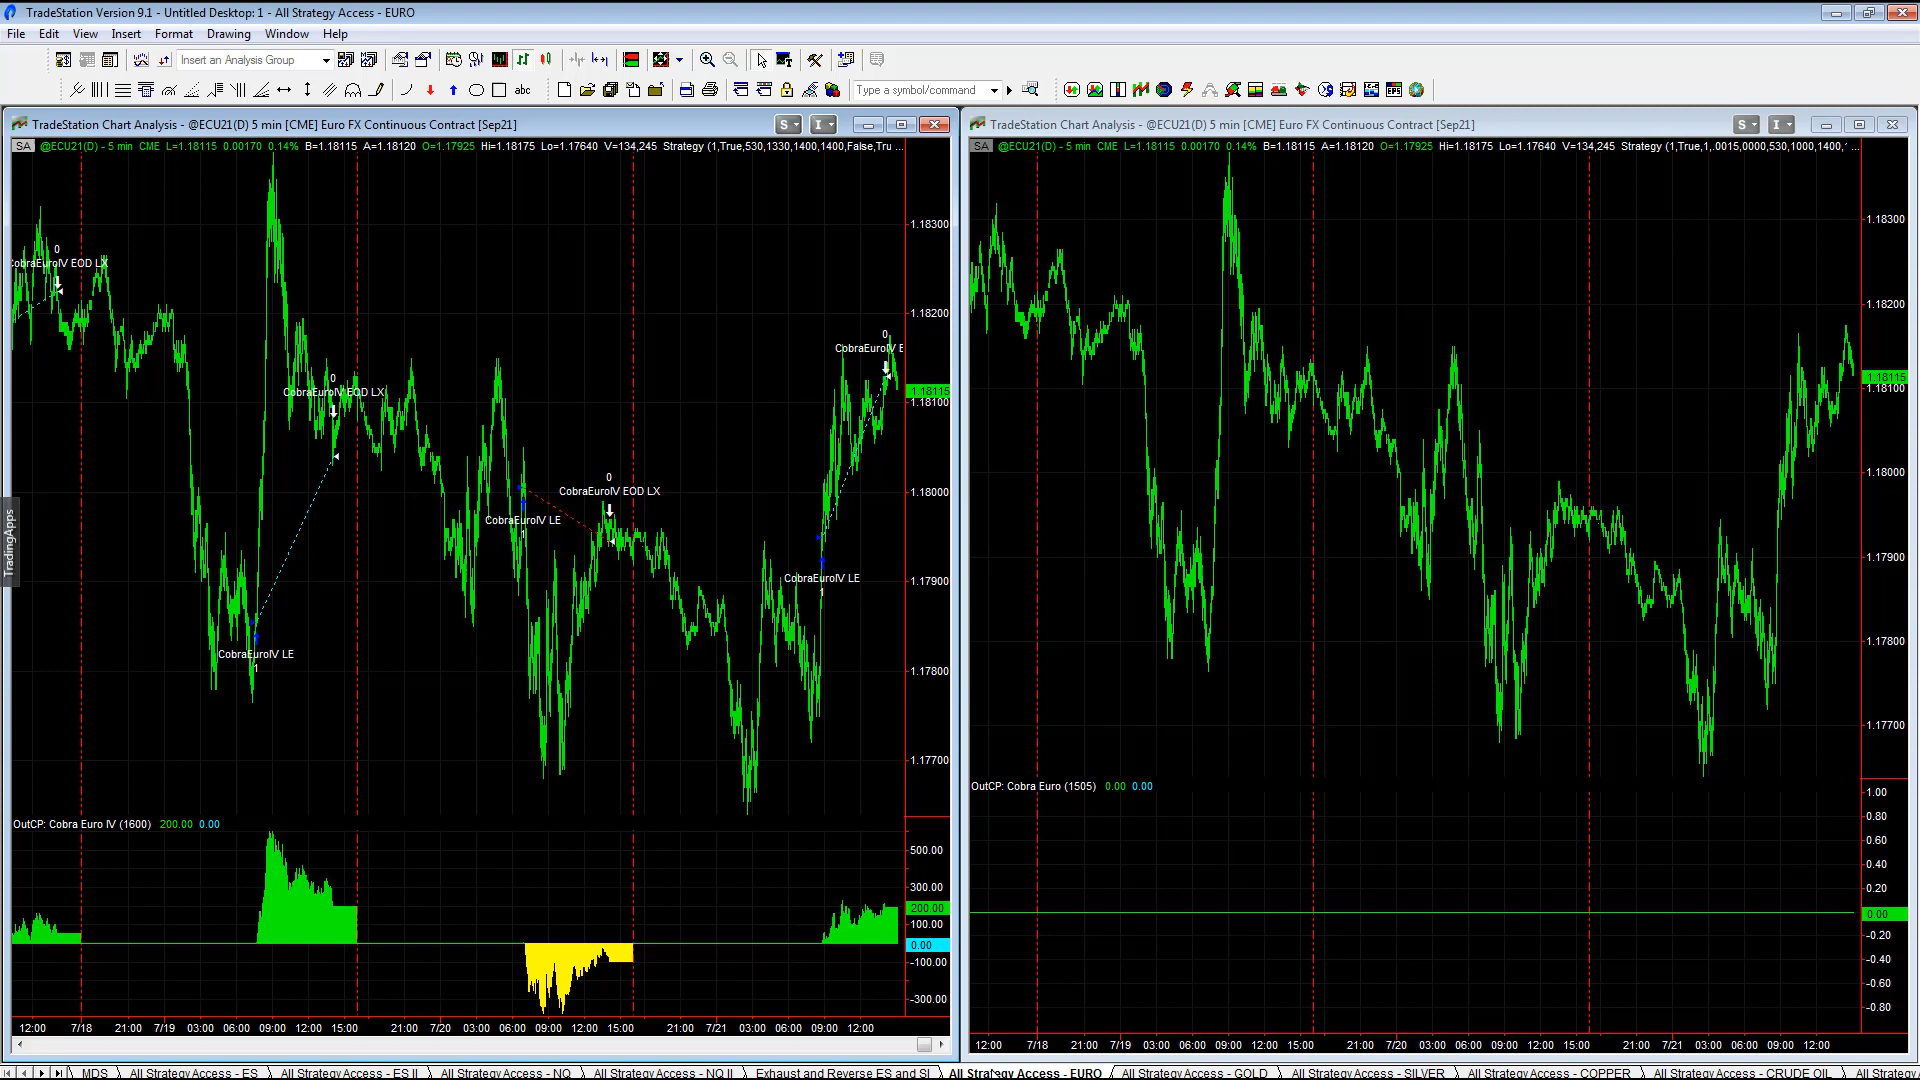 TradeStation Version 9.1 - Untitled Desktop: 1 - All Strategy Access - EURO
File Edit View Insert Format Drawing Window Help
Insert an Analysis Group
abc
Type a symbol/command
TradingApps
TradeStation Chart Analysis - @ECU21(D) 5 min [CME] Euro FX Continuous Contract [Sep21]
S I
SA @ECU21(D) - 5 min CME L=1.18115 0.00170 0.14% B=1.18115 A=1.18120 O=1.17925 Hi=1.18175 Lo=1.17640 V=134,245 Strategy (1,True,530,1330,1400,1400,False,Tru ...
0
CobraEuroIV EOD LX
0
CobraEuroIV EOD LX
CobraEuroIV LE
1
CobraEuroIV LE
1
0
CobraEuroIV EOD LX
0
CobraEuroIV E
CobraEuroIV LE
1
1.18300
1.18200
1.18115
1.18100
1.18000
1.17900
1.17800
1.17700
OutCP: Cobra Euro IV (1600) 200.00 0.00
500.00
300.00
200.00
100.00
0.00
-100.00
-300.00
12:00 7/18 21:00 7/19 03:00 06:00 09:00 12:00 15:00 21:00 7/20 03:00 06:00 09:00 12:00 15:00 21:00 7/21 03:00 06:00 09:00 12:00
TradeStation Chart Analysis - @ECU21(D) 5 min [CME] Euro FX Continuous Contract [Sep21]
S I
SA @ECU21(D) - 5 min CME L=1.18115 0.00170 0.14% B=1.18115 A=1.18120 O=1.17925 Hi=1.18175 Lo=1.17640 V=134,245 Strategy (1,True,1,.0015,0000,530,1000,1400, ...
1.18300
1.18200
1.18115
1.18100
1.18000
1.17900
1.17800
1.17700
OutCP: Cobra Euro (1505) 0.00 0.00
1.00
0.80
0.60
0.40
0.20
0.00
-0.20
-0.40
-0.60
-0.80
12:00 7/18 21:00 7/19 03:00 06:00 09:00 12:00 15:00 21:00 7/20 03:00 06:00 09:00 12:00 15:00 21:00 7/21 03:00 06:00 09:00 12:00
MDS All Strategy Access - ES All Strategy Access - ES II All Strategy Access - NQ All Strategy Access - NQ II Exhaust and Reverse ES and SI All Strategy Access - EURO All Strategy Access - GOLD All Strategy Access - SILVER All Strategy Access - COPPER All Strategy Access - CRUDE OIL All Strategy